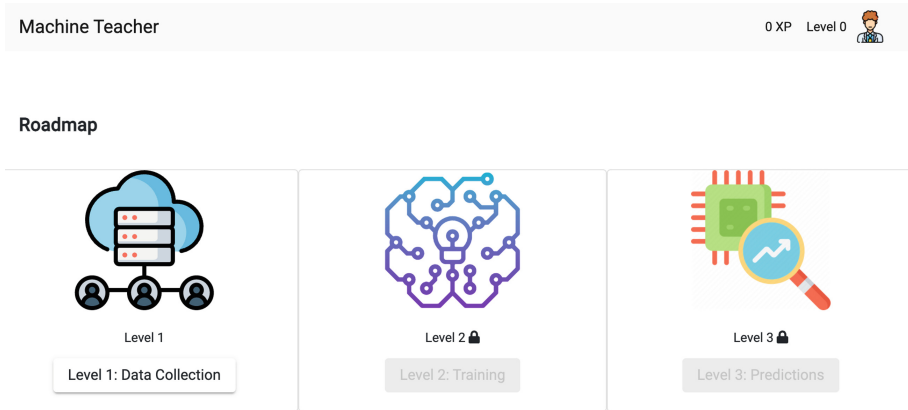 Machine Teacher
0 XP Level 0
Roadmap
Level 1
Level 2
Level 3
Level 1: Data Collection
Level 2: Training
Level 3: Predictions